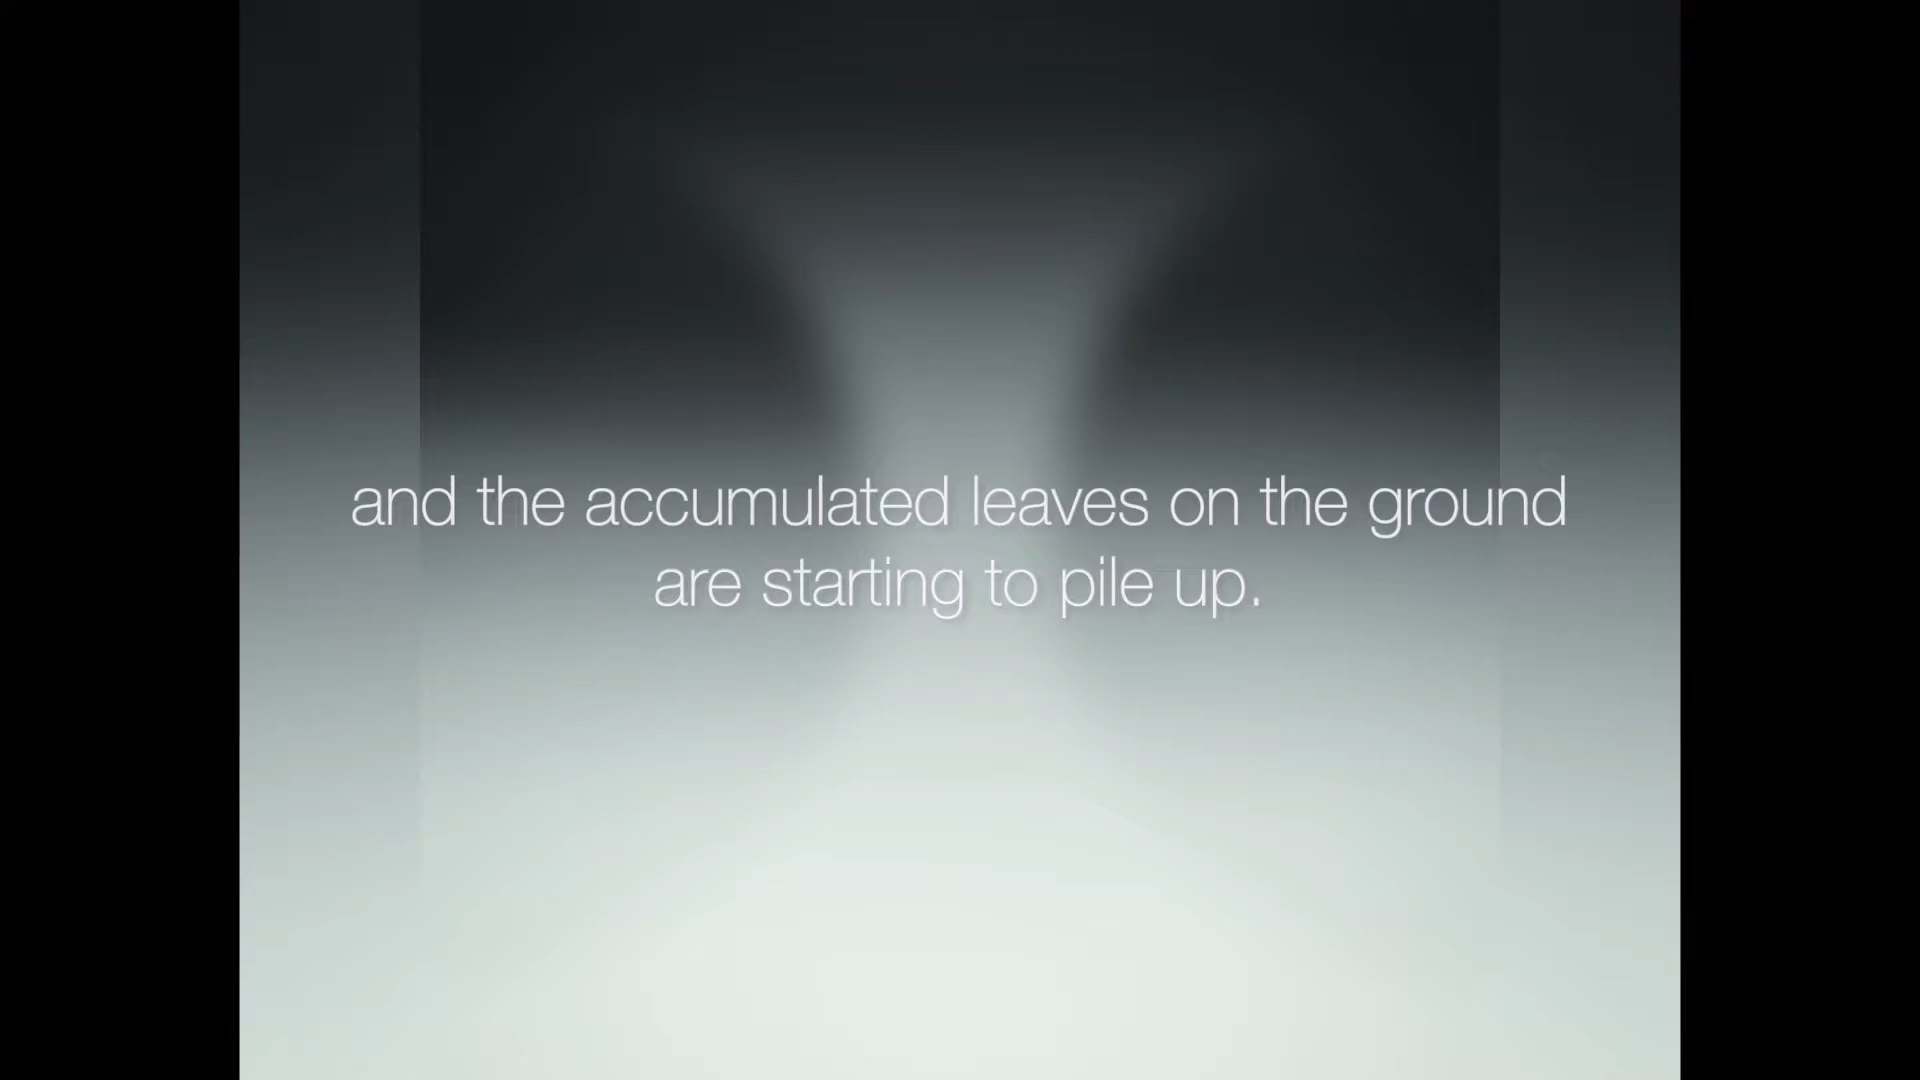 and the accumulated leaves on the ground
are starting to pile up.